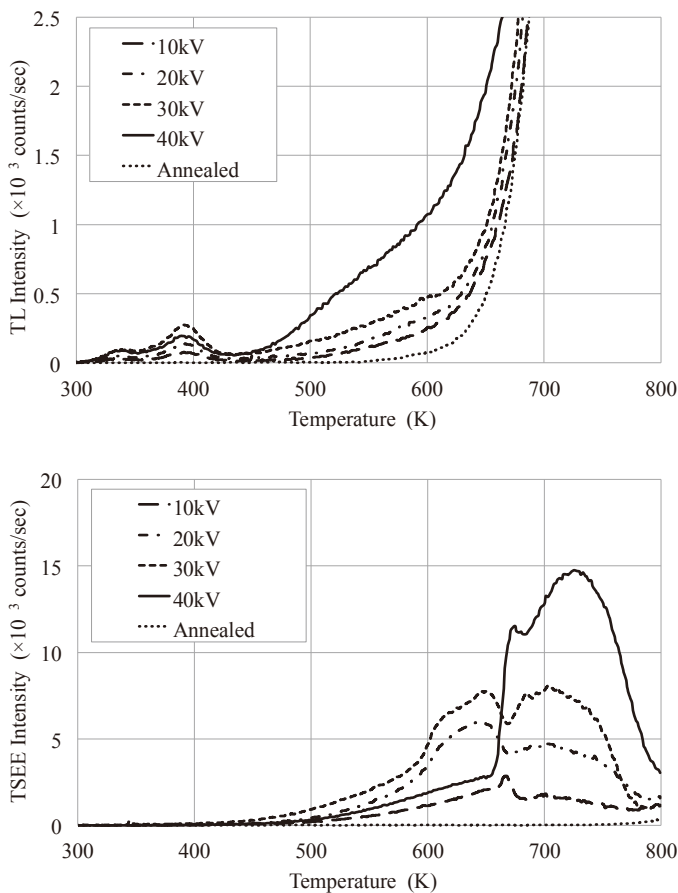 2.5
2
1.5
1
0.5
0
TL Intensity (×10 ³ counts/sec)
10kV
20kV
30kV
40kV
Annealed
300 400 500 600 700 800
Temperature (K)
20
15
10
5
0
TSEE Intensity (×10 ³ counts/sec)
10kV
20kV
30kV
40kV
Annealed
300 400 500 600 700 800
Temperature (K)